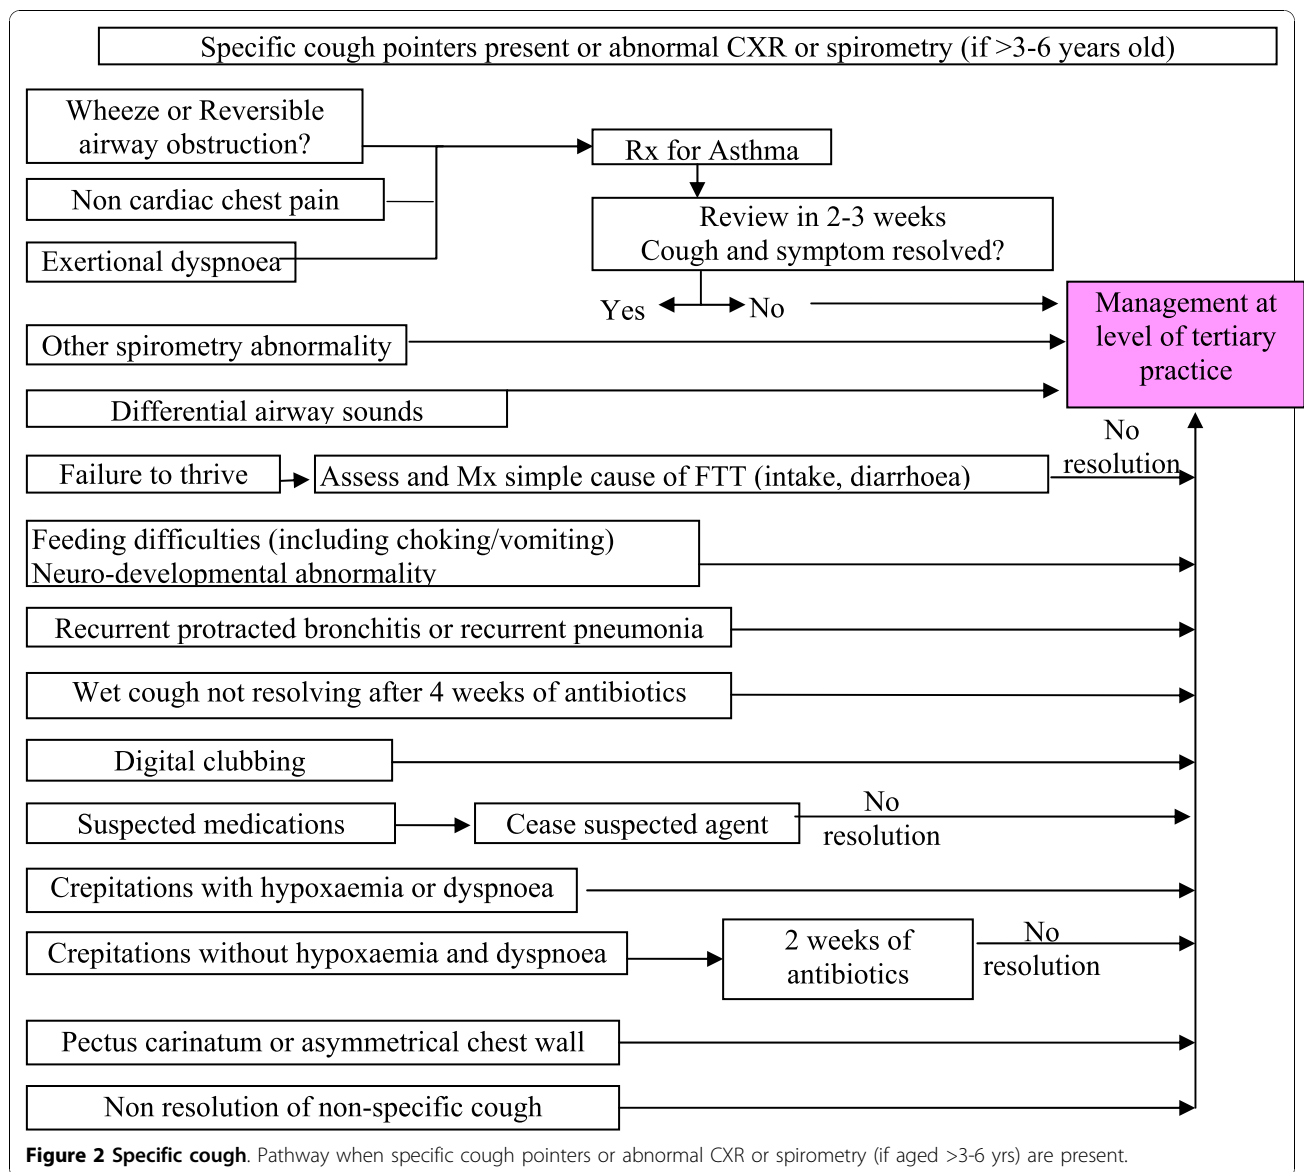 Specific cough pointers present or abnormal CXR or spirometry (if >3-6 years old)
Wheeze or Reversible
airway obstruction?
Rx for Asthma
Non cardiac chest pain
Review in 2-3 weeks
Cough and symptom resolved?
Exertional dyspnoea
Yes
No
Management at
level of tertiary
practice
Other spirometry abnormality
Differential airway sounds
Failure to thrive
Assess and Mx simple cause of FTT (intake, diarrhoea)
No
resolution
Feeding difficulties (including choking/vomiting)
Neuro-developmental abnormality
Recurrent protracted bronchitis or recurrent pneumonia
Wet cough not resolving after 4 weeks of antibiotics
Digital clubbing
Suspected medications
Cease suspected agent
No
resolution
Crepitations with hypoxaemia or dyspnoea
Crepitations without hypoxaemia and dyspnoea
2 weeks of
antibiotics
No
resolution
Pectus carinatum or asymmetrical chest wall
Non resolution of non-specific cough
Figure 2 Specific cough. Pathway when specific cough pointers or abnormal CXR or spirometry (if aged >3-6 yrs) are present.